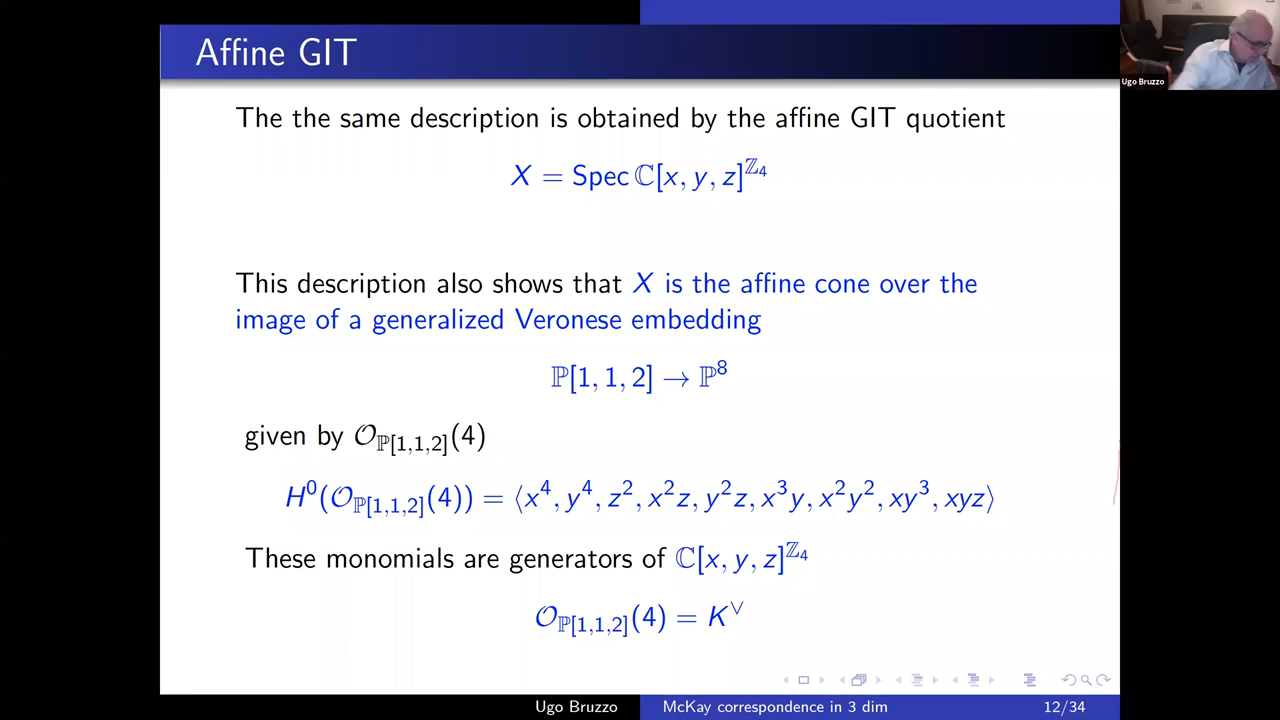 Affine GIT
Ugo Bruzzo
The the same description is obtained by the affine GIT quotient
X = Spec ℂ[x, y, z]^{ℤ₄}
This description also shows that X is the affine cone over the
image of a generalized Veronese embedding
ℙ[1, 1, 2] → ℙ⁸
given by 𝒪_{ℙ[1,1,2]}(4)
H⁰(𝒪_{ℙ[1,1,2]}(4)) = ⟨x⁴, y⁴, z², x²z, y²z, x³y, x²y², xy³, xyz⟩
These monomials are generators of ℂ[x, y, z]^{ℤ₄}
𝒪_{ℙ[1,1,2]}(4) = K^∨
Ugo Bruzzo McKay correspondence in 3 dim 12/34